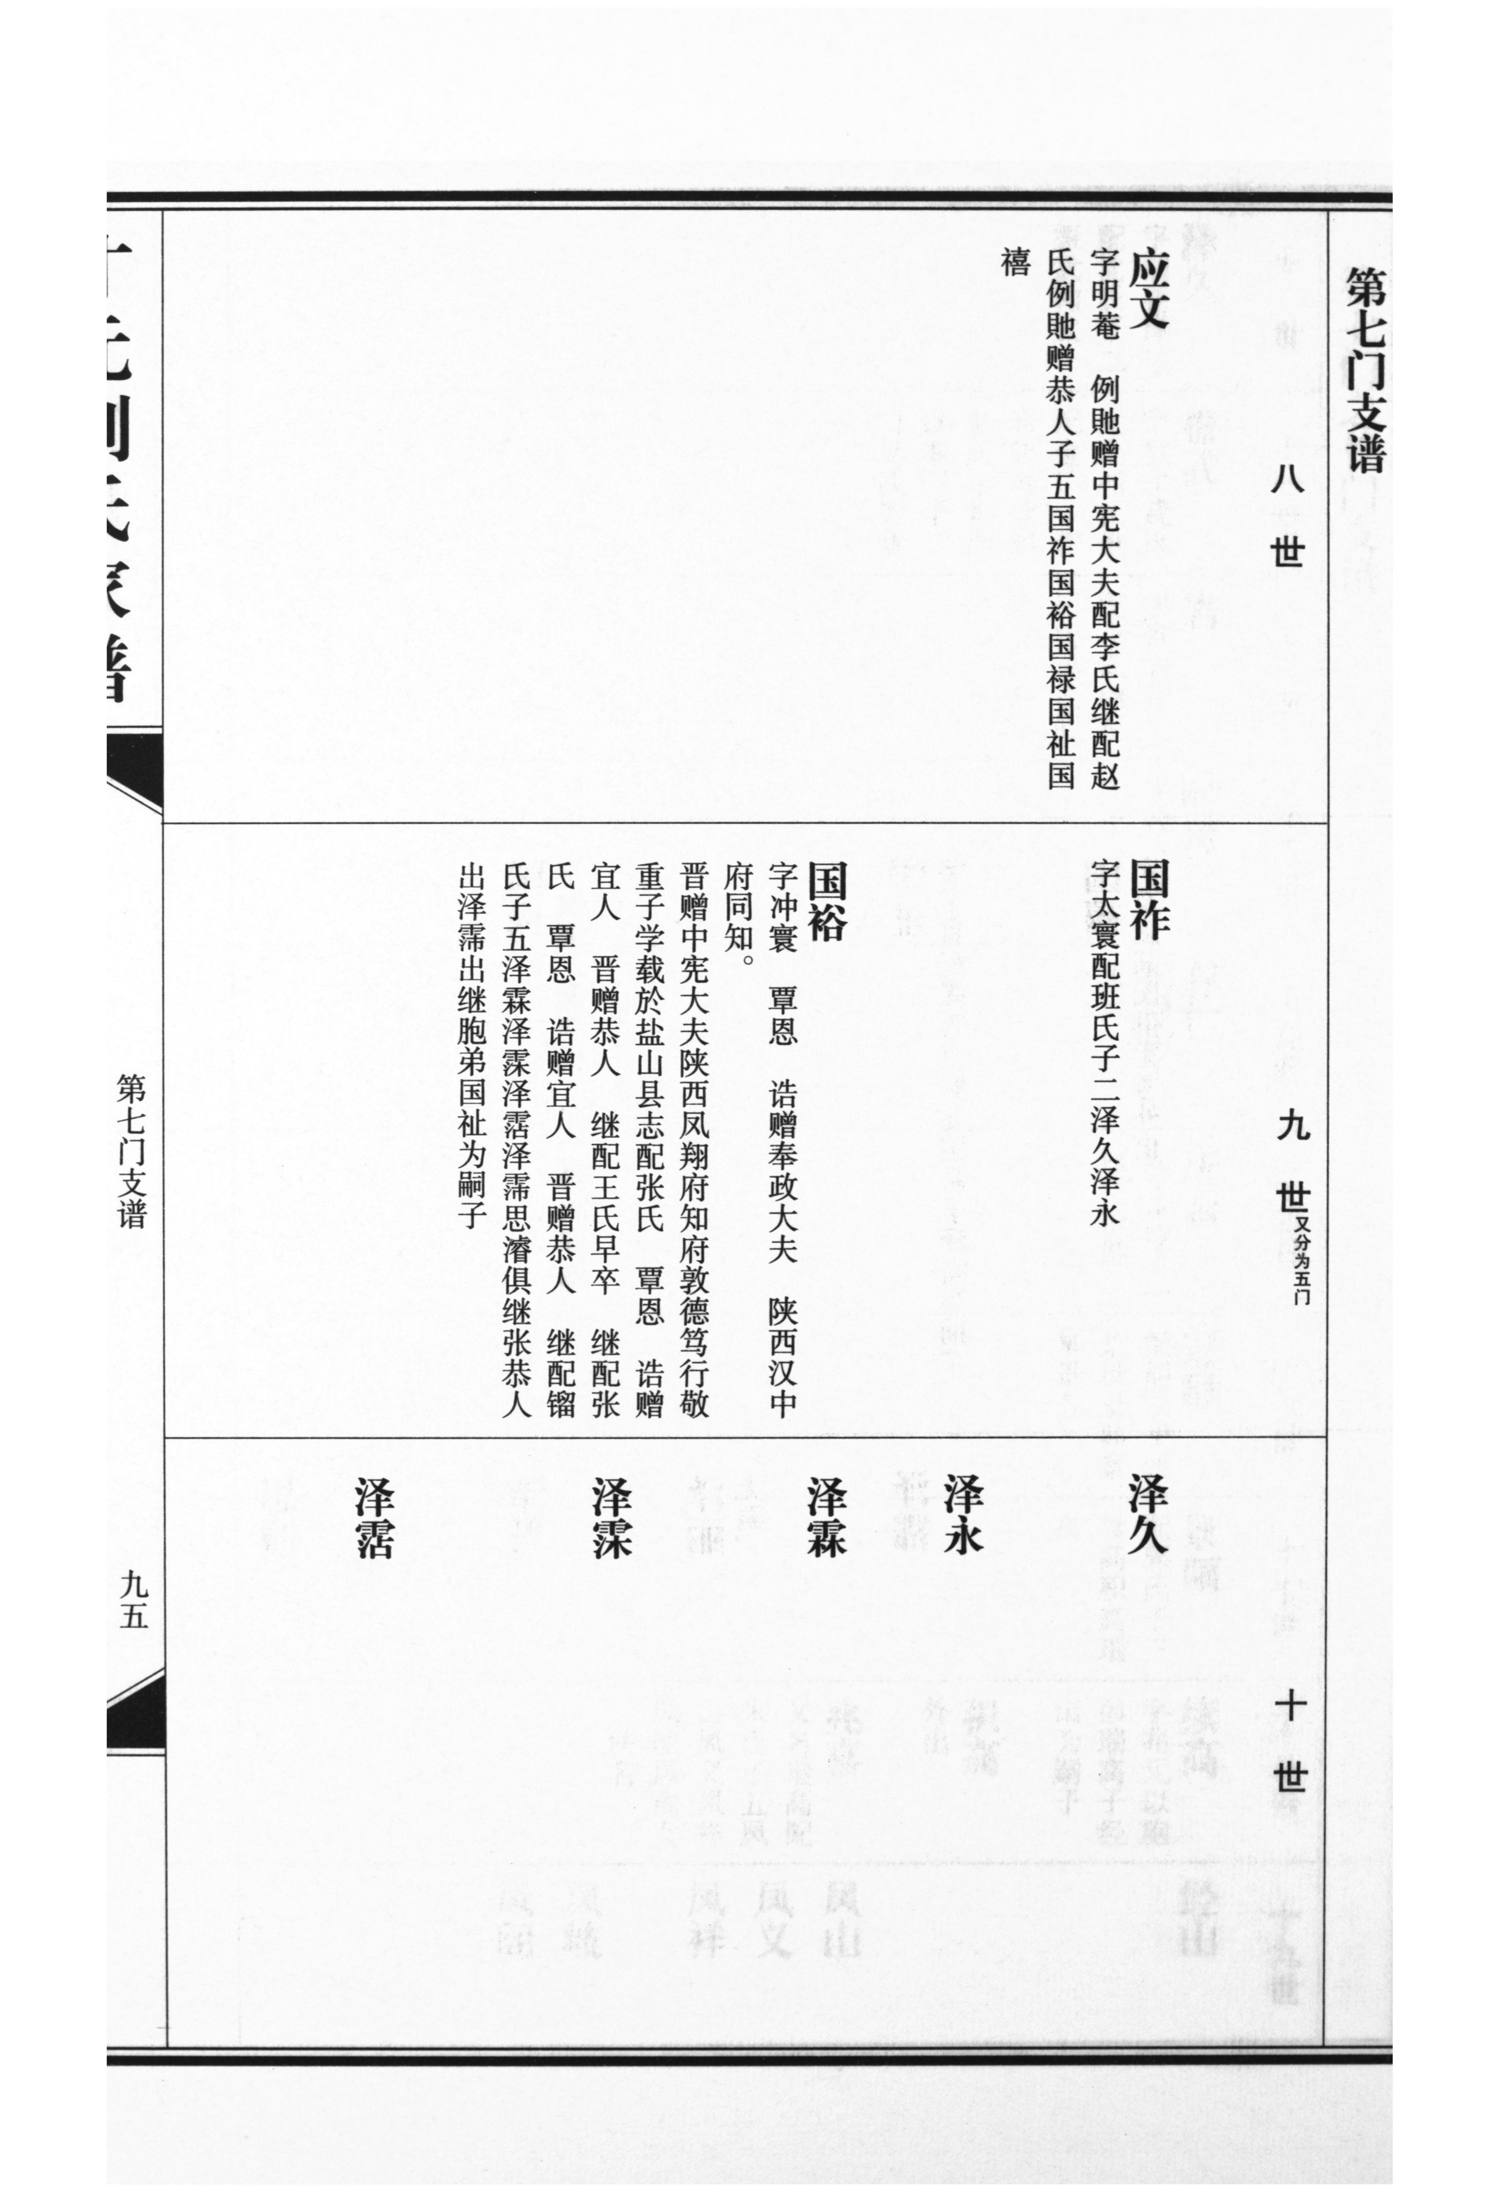 第七门支谱
八世
应文
字明菴　例貤赠中宪大夫配李氏继配赵
氏例貤赠恭人子五国祚国裕国禄国祉国
禧
九世又分为五门
国祚
字太寰配班氏子二泽久泽永
国裕
字冲寰　覃恩　诰赠奉政大夫　陕西汉中
府同知。
晋赠中宪大夫陕西凤翔府知府敦德笃行敬
重子学载於盐山县志配张氏　覃恩　诰赠
宜人　晋赠恭人　继配王氏早卒　继配张
氏　覃恩　诰赠宜人　晋赠恭人　继配镏
氏子五泽霖泽霂泽霑泽霈思濬俱继张恭人
出泽霈出继胞弟国祉为嗣子
十世
泽久
泽永
泽霖
泽霂
泽霑
刘氏家谱
第七门支谱
九五